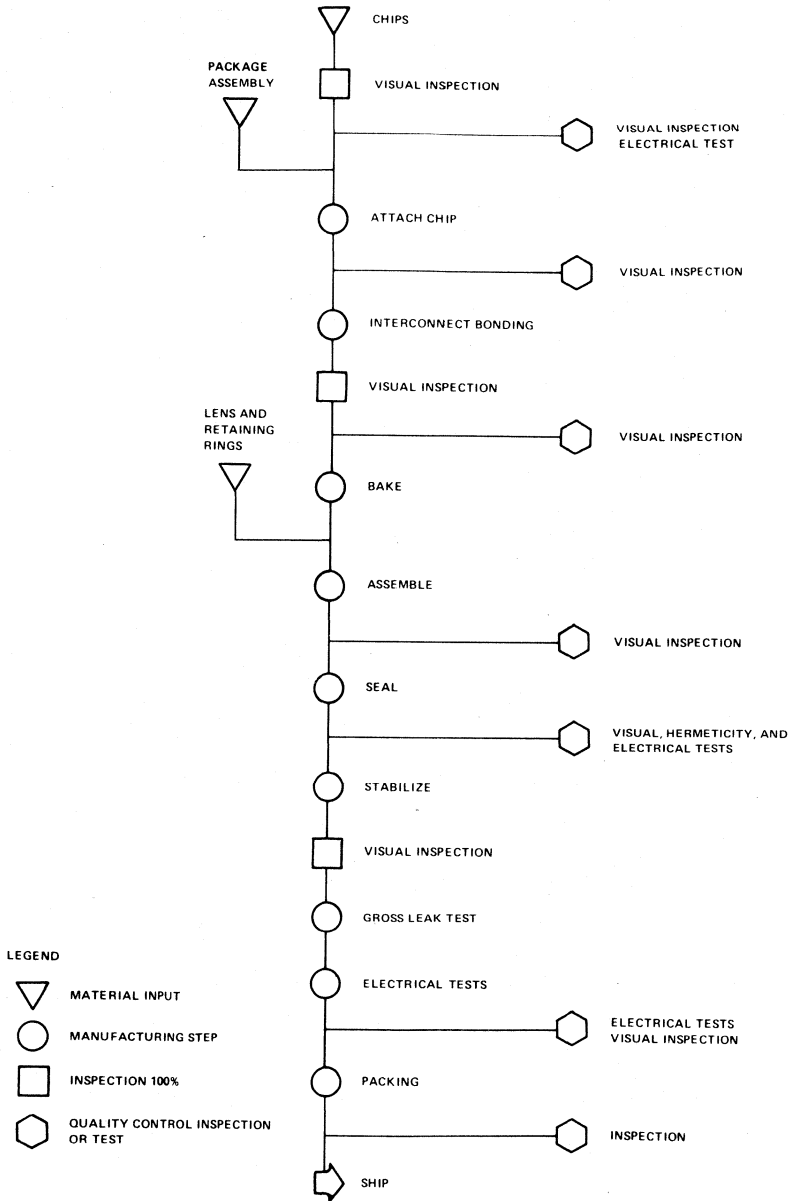 CHIPS
PACKAGE
ASSEMBLY
VISUAL INSPECTION
VISUAL INSPECTION
ELECTRICAL TEST
ATTACH CHIP
VISUAL INSPECTION
INTERCONNECT BONDING
VISUAL INSPECTION
LENS AND
RETAINING
RINGS
VISUAL INSPECTION
BAKE
ASSEMBLE
VISUAL INSPECTION
SEAL
VISUAL, HERMETICITY, AND
ELECTRICAL TESTS
STABILIZE
VISUAL INSPECTION
GROSS LEAK TEST
ELECTRICAL TESTS
ELECTRICAL TESTS
VISUAL INSPECTION
PACKING
INSPECTION
SHIP
LEGEND
MATERIAL INPUT
MANUFACTURING STEP
INSPECTION 100%
QUALITY CONTROL INSPECTION
OR TEST